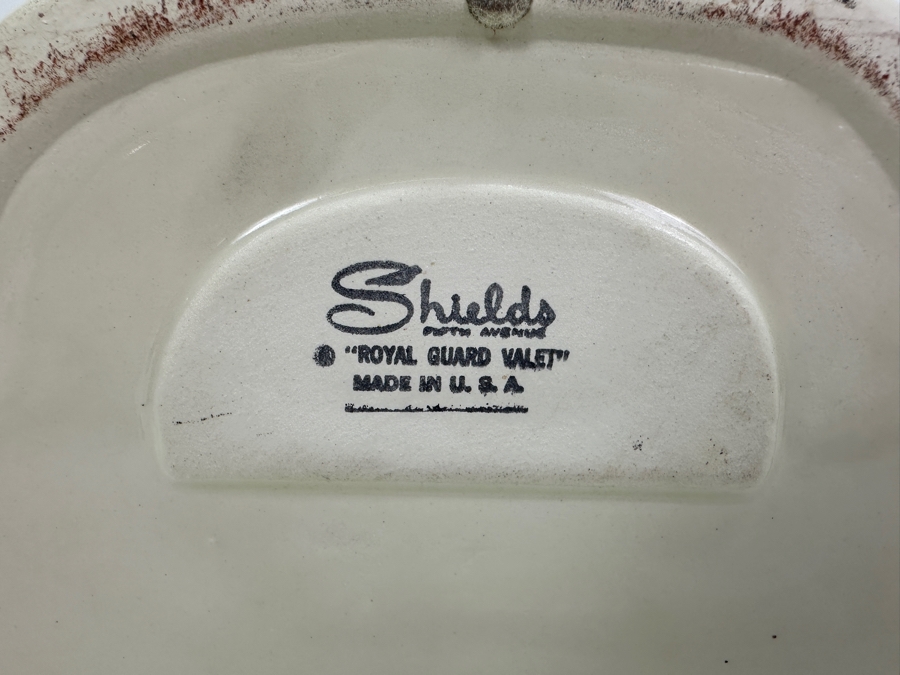 Shields
FIFTH AVENUE
"ROYAL GUARD VALET"
MADE IN U. S. A.